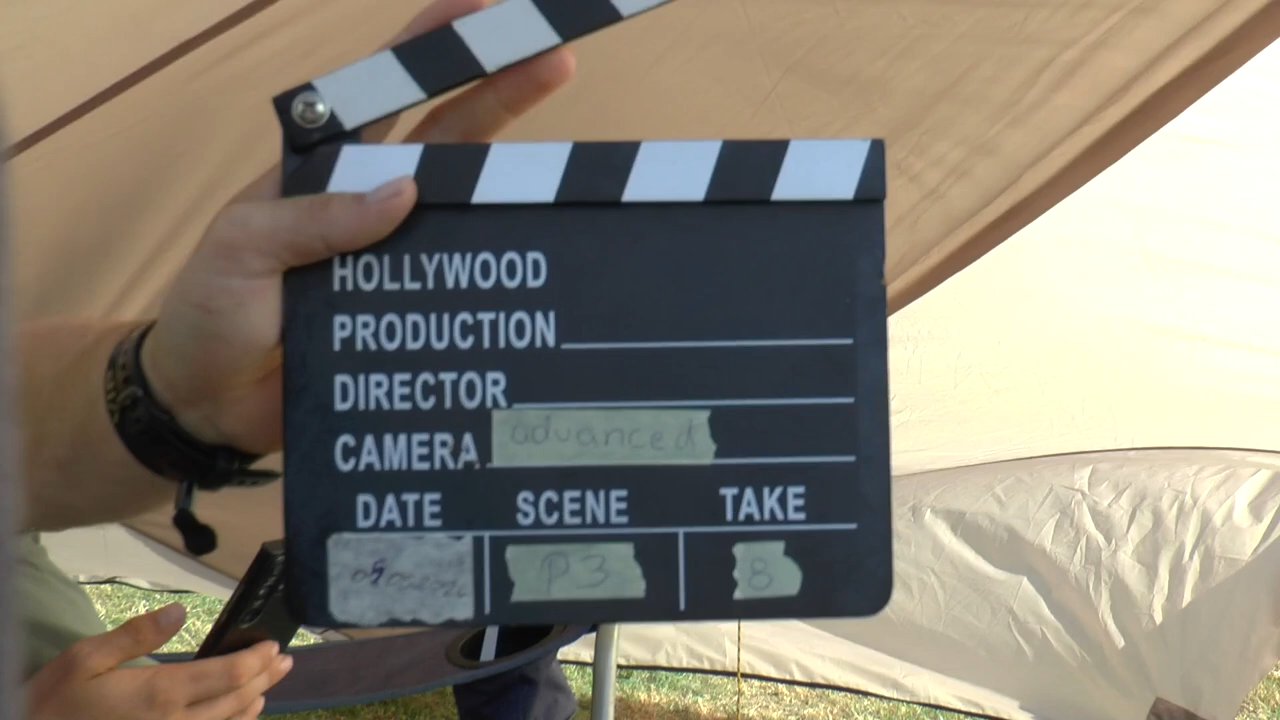 HOLLYWOOD
PRODUCTION
DIRECTOR
CAMERA advanced
DATE SCENE TAKE
P3 8